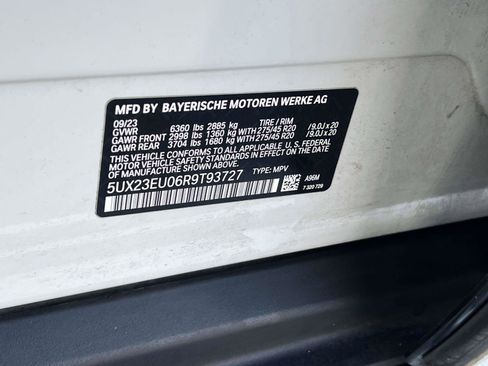 MFD BY BAYERISCHE MOTOREN WERKE AG
09/23 TIRE / RIM
GVWR 6360 lbs 2885 kg
GAWR FRONT 2998 lbs 1360 kg WITH 275/45 R20 /9.0J x 20
GAWR REAR 3704 lbs 1680 kg WITH 275/45 R20 /9.0J x 20
THIS VEHICLE CONFORMS TO ALL APPLICABLE FEDERAL MOTOR
VEHICLE SAFETY AND THEFT PREVENTION STANDARDS
IN EFFECT ON THE DATE
OF MANUFACTURE SHOWN ABOVE.
5UX23EU06R9T93727 TYPE: MPV
A96M
7 320 729